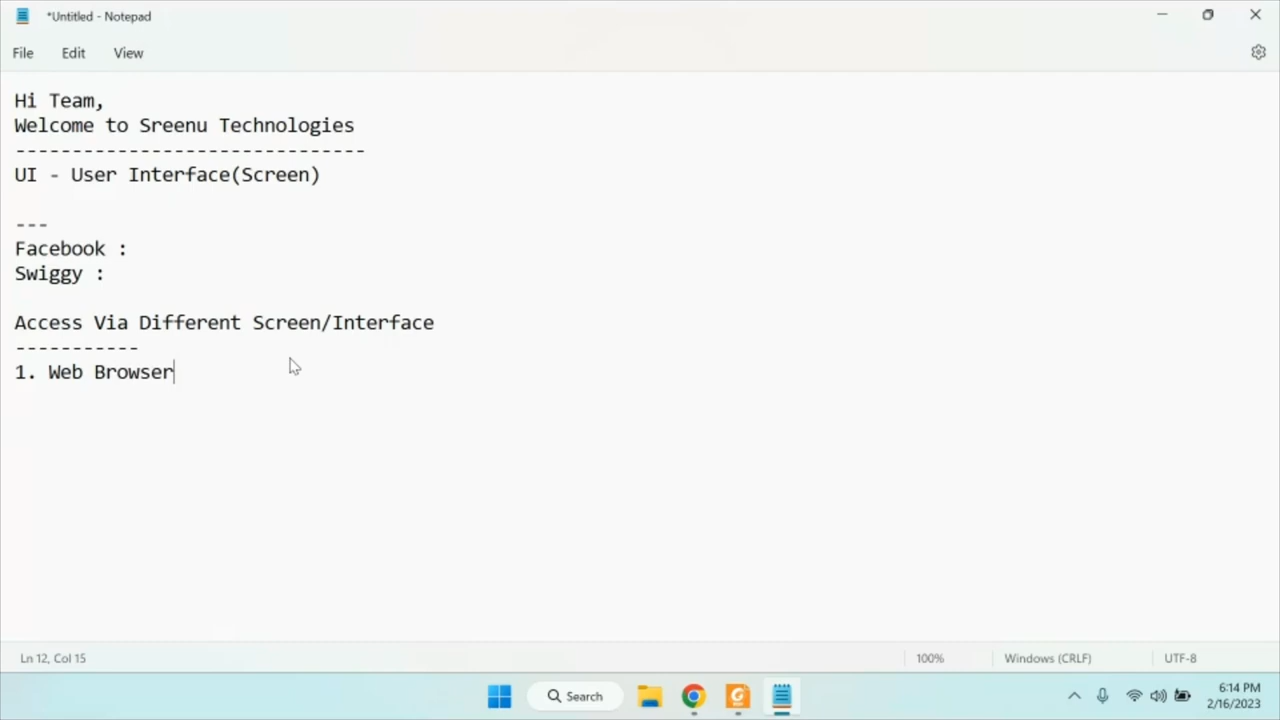 *Untitled - Notepad
File Edit View
Hi Team,
Welcome to Sreenu Technologies
-------------------------------
UI - User Interface(Screen)
---
Facebook :
Swiggy :
Access Via Different Screen/Interface
-----------
1. Web Browser
Ln 12, Col 15 100% Windows (CRLF) UTF-8
Search
6:14 PM
2/16/2023